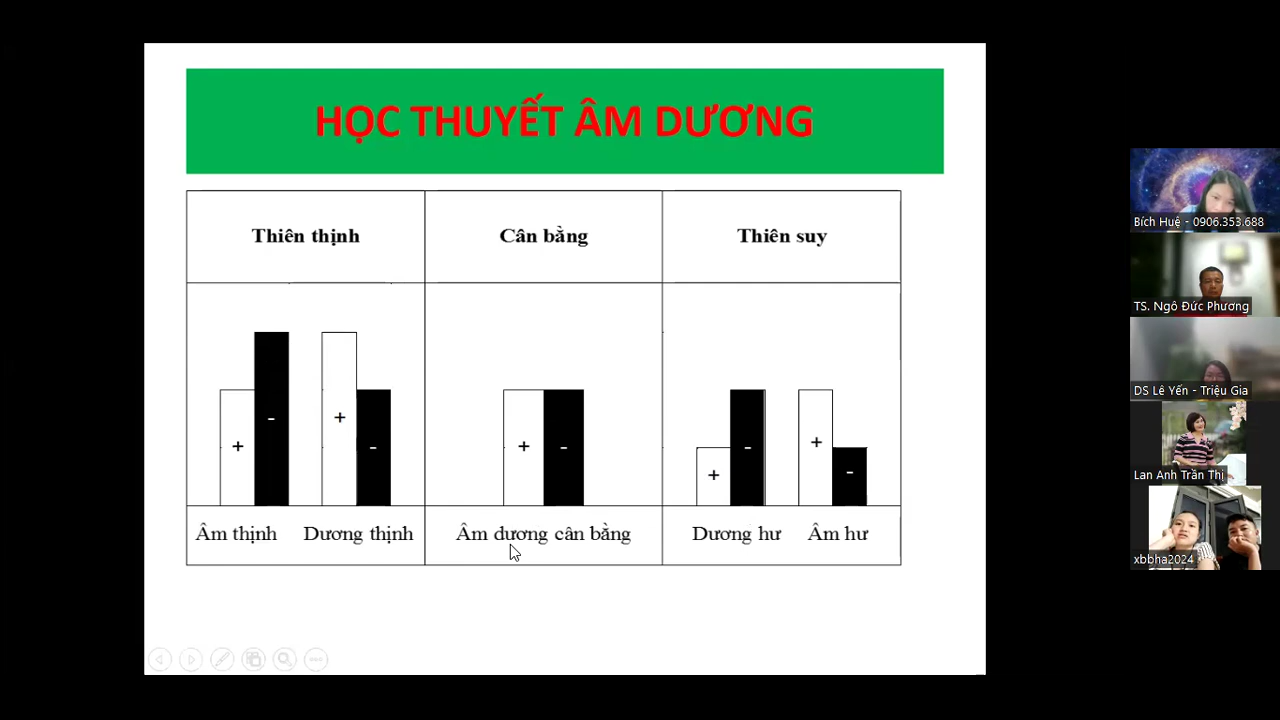 HỌC THUYẾT ÂM DƯƠNG
Thiên thịnh
Cân bằng
Thiên suy
+
-
+
-
+
-
+
-
+
-
Âm thịnh
Dương thịnh
Âm dương cân bằng
Dương hư
Âm hư
Bích Huệ - 0906.353.688
TS. Ngô Đức Phương
DS Lê Yến - Triệu Gia
Lan Anh Trần Thị
xbbha2024